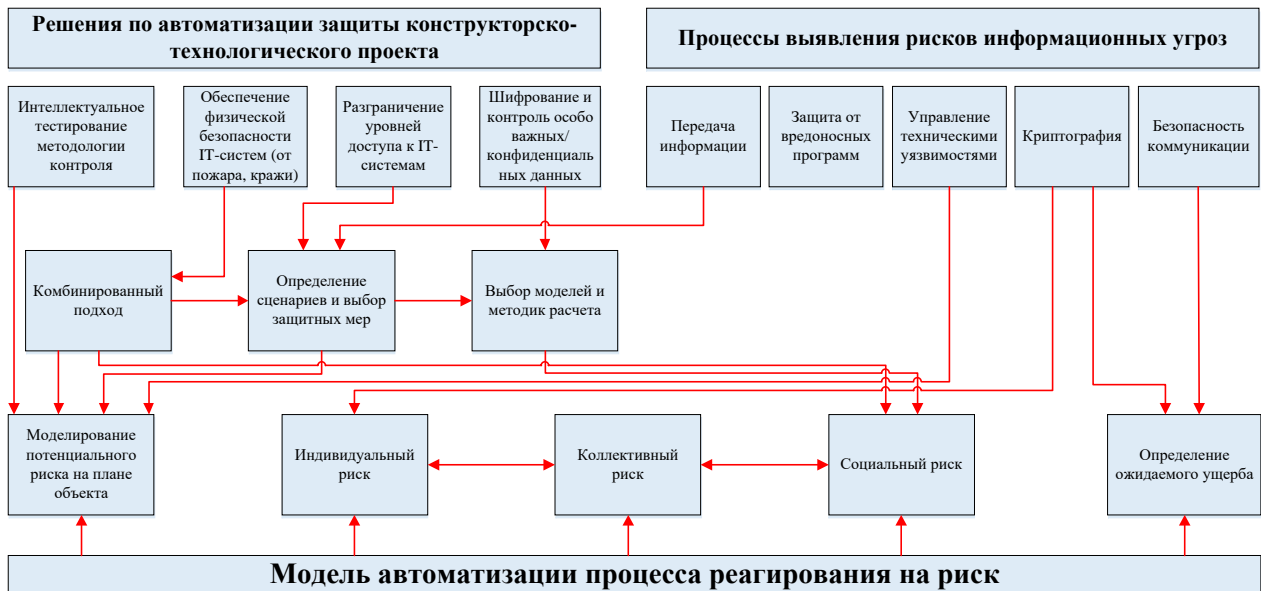 Решения по автоматизации защиты конструкторско-
технологического проекта
Процессы выявления рисков информационных угроз
Интеллектуальное
тестирование
методологии
контроля
Обеспечение
физической
безопасности
IT-систем (от
пожара, кражи)
Разграничение
уровней
доступа к IT-
системам
Шифрование и
контроль особо
важных/
конфиденциаль
ных данных
Передача
информации
Защита от
вредоносных
программ
Управление
техническими
уязвимостями
Криптография
Безопасность
коммуникации
Комбинированный
подход
Определение
сценариев и выбор
защитных мер
Выбор моделей и
методик расчета
Моделирование
потенциального
риска на плане
объекта
Индивидуальный
риск
Коллективный
риск
Социальный риск
Определение
ожидаемого ущерба
Модель автоматизации процесса реагирования на риск